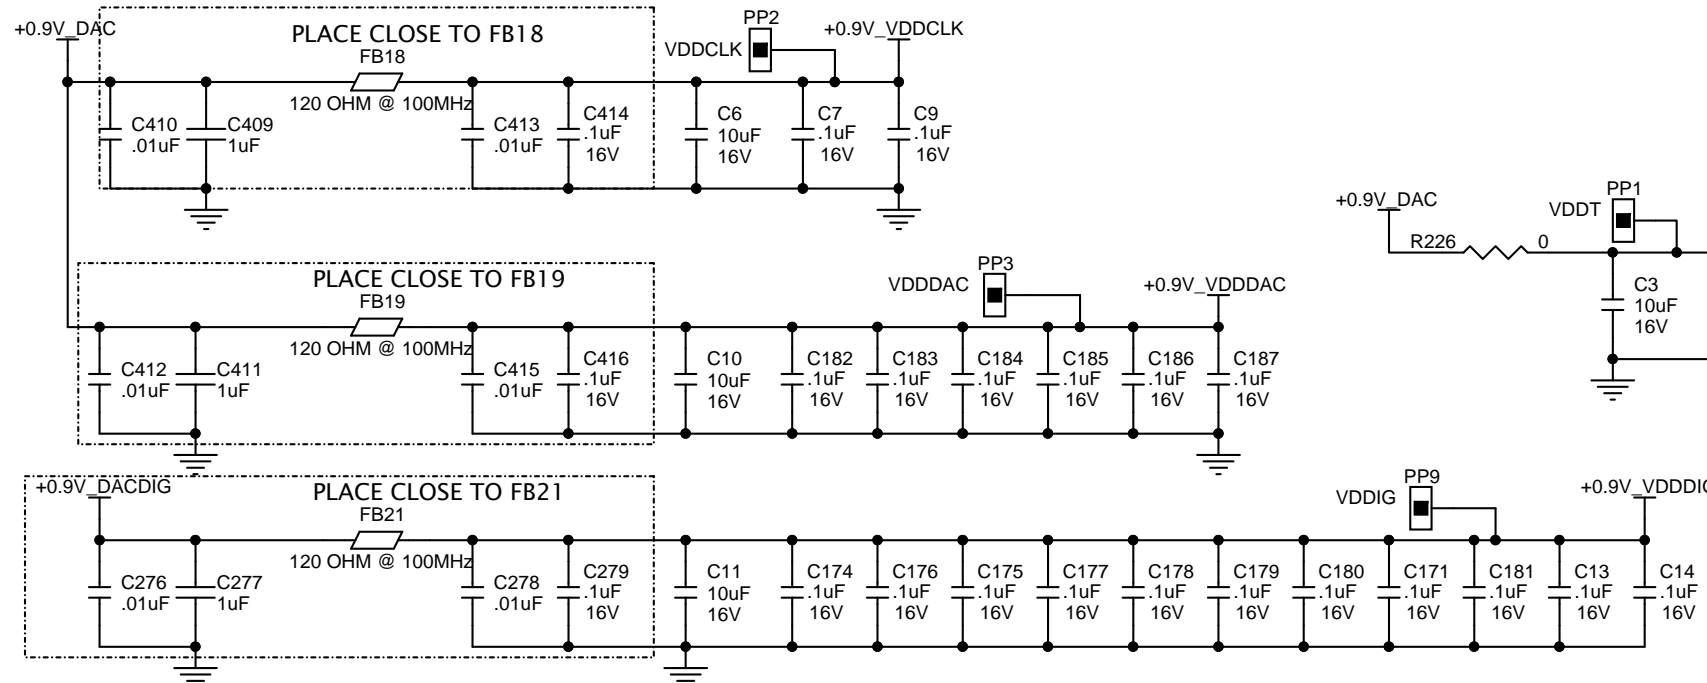 +0.9V_DAC
PLACE CLOSE TO FB18
FB18
120 OHM @ 100MHz
C410
.01uF
C409
1uF
C413
.01uF
C414
.1uF
16V
PP2
VDDCLK
+0.9V_VDDCLK
C6
10uF
16V
C7
.1uF
16V
C9
.1uF
16V
+0.9V_DAC
R226
0
PP1
VDDT
C3
10uF
16V
PLACE CLOSE TO FB19
FB19
120 OHM @ 100MHz
C412
.01uF
C411
1uF
C415
.01uF
C416
.1uF
16V
PP3
VDDDAC
+0.9V_VDDDAC
C10
10uF
16V
C182
.1uF
16V
C183
.1uF
16V
C184
.1uF
16V
C185
.1uF
16V
C186
.1uF
16V
C187
.1uF
16V
+0.9V_DACDIG
PLACE CLOSE TO FB21
FB21
120 OHM @ 100MHz
C276
.01uF
C277
1uF
C278
.01uF
C279
.1uF
16V
PP9
VDDIG
+0.9V_VDDDIG
C11
10uF
16V
C174
.1uF
16V
C176
.1uF
16V
C175
.1uF
16V
C177
.1uF
16V
C178
.1uF
16V
C179
.1uF
16V
C180
.1uF
16V
C171
.1uF
16V
C181
.1uF
16V
C13
.1uF
16V
C14
.1uF
16V